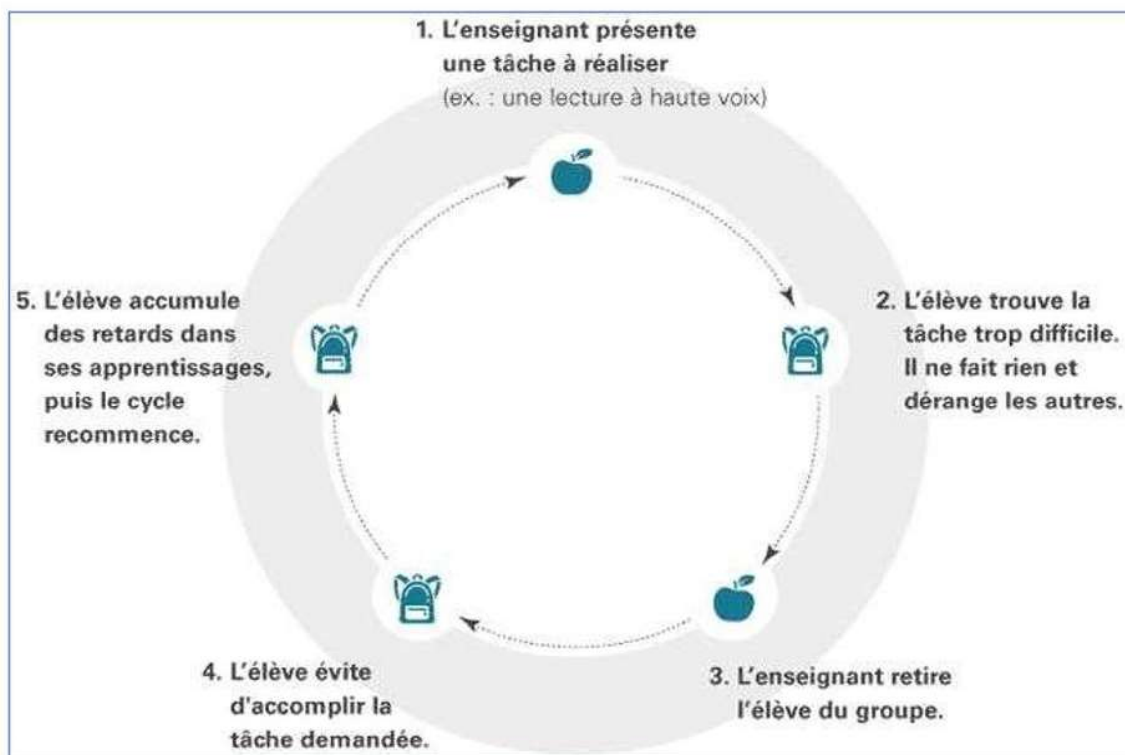 1. L'enseignant présente
une tâche à réaliser
(ex. : une lecture à haute voix)
2. L'élève trouve la
tâche trop difficile.
Il ne fait rien et
dérange les autres.
3. L'enseignant retire
l'élève du groupe.
4. L'élève évite
d'accomplir la
tâche demandée.
5. L'élève accumule
des retards dans
ses apprentissages,
puis le cycle
recommence.